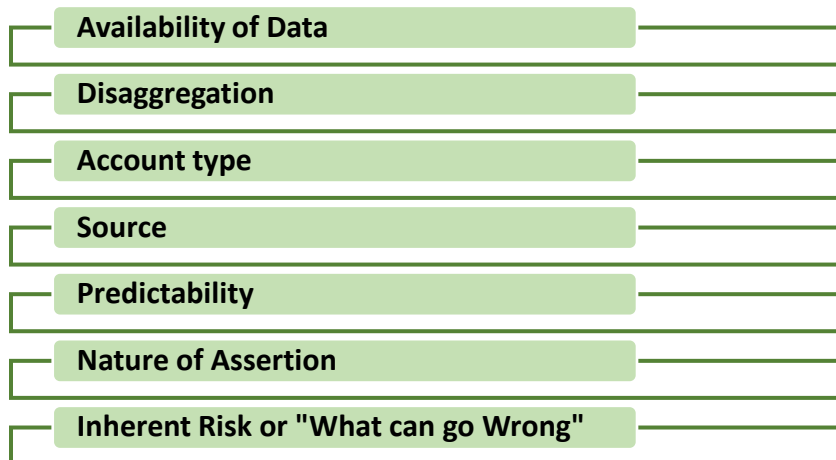 Availability of Data
Disaggregation
Account type
Source
Predictability
Nature of Assertion
Inherent Risk or "What can go Wrong"